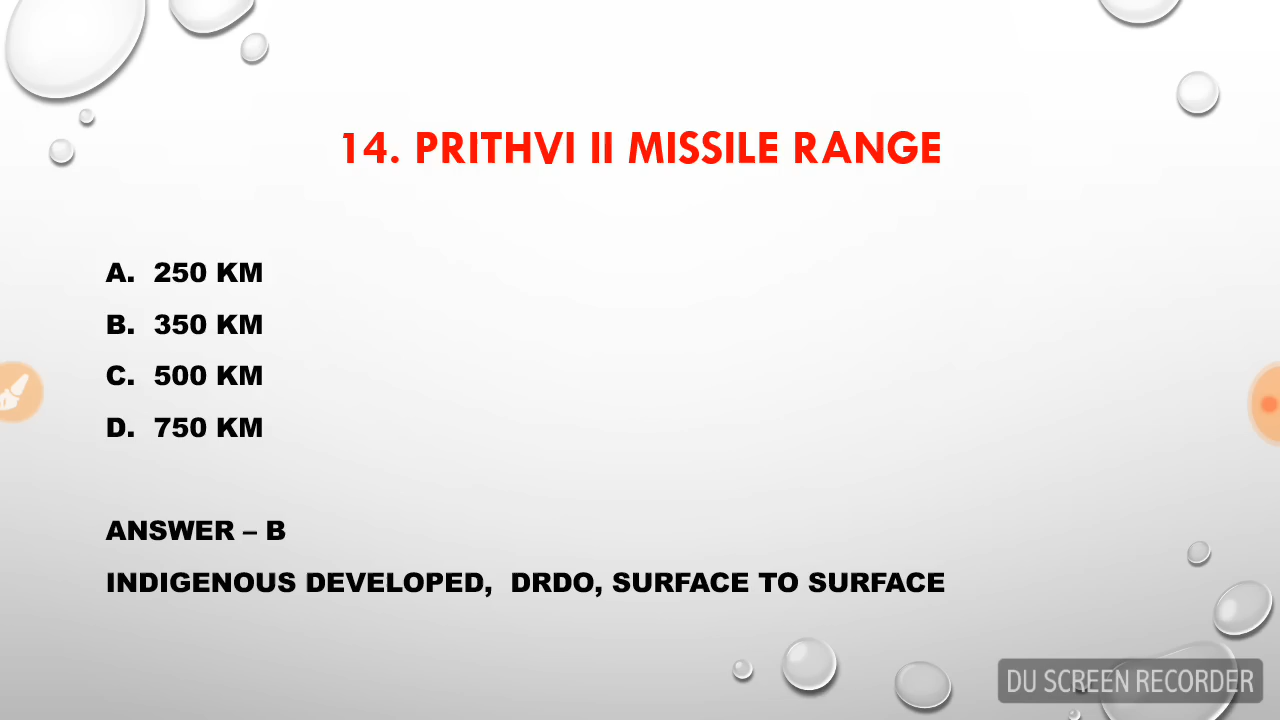 14. PRITHVI II MISSILE RANGE
A. 250 KM
B. 350 KM
C. 500 KM
D. 750 KM
ANSWER – B
INDIGENOUS DEVELOPED, DRDO, SURFACE TO SURFACE
DU SCREEN RECORDER